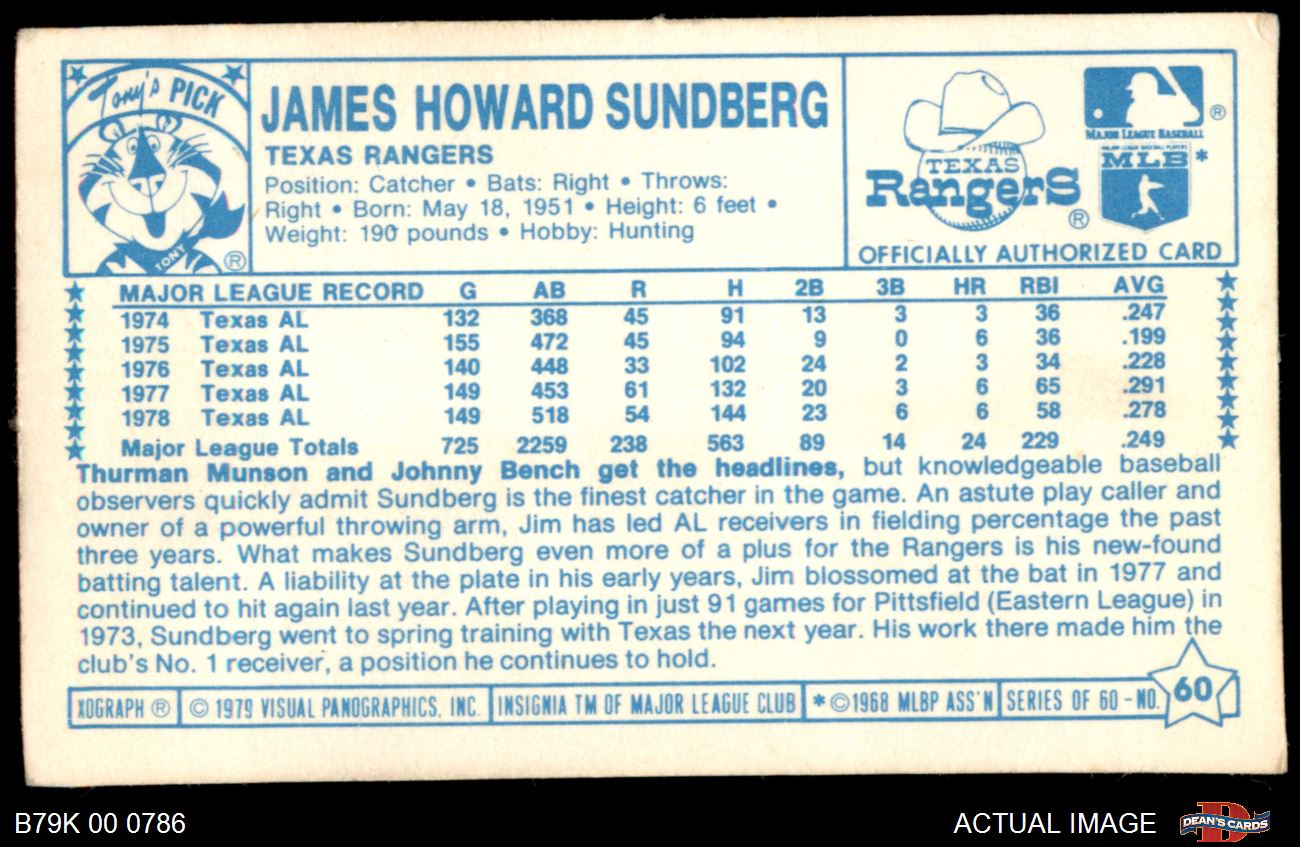 Tony's PICK
TONY ®
JAMES HOWARD SUNDBERG
TEXAS RANGERS
Position: Catcher • Bats: Right • Throws:
Right • Born: May 18, 1951 • Height: 6 feet •
Weight: 190 pounds • Hobby: Hunting
TEXAS
RangerS ®
®
MAJOR LEAGUE BASEBALL
MAJOR LEAGUE BASEBALL PLAYERS
MLB *
OFFICIALLY AUTHORIZED CARD
MAJOR LEAGUE RECORD G AB R H 2B 3B HR RBI AVG
1974 Texas AL 132 368 45 91 13 3 3 36 .247
1975 Texas AL 155 472 45 94 9 0 6 36 .199
1976 Texas AL 140 448 33 102 24 2 3 34 .228
1977 Texas AL 149 453 61 132 20 3 6 65 .291
1978 Texas AL 149 518 54 144 23 6 6 58 .278
Major League Totals 725 2259 238 563 89 14 24 229 .249
Thurman Munson and Johnny Bench get the headlines, but knowledgeable baseball
observers quickly admit Sundberg is the finest catcher in the game. An astute play caller and
owner of a powerful throwing arm, Jim has led AL receivers in fielding percentage the past
three years. What makes Sundberg even more of a plus for the Rangers is his new-found
batting talent. A liability at the plate in his early years, Jim blossomed at the bat in 1977 and
continued to hit again last year. After playing in just 91 games for Pittsfield (Eastern League) in
1973, Sundberg went to spring training with Texas the next year. His work there made him the
club's No. 1 receiver, a position he continues to hold.
XOGRAPH ® © 1979 VISUAL PANOGRAPHICS, INC. INSIGNIA TM OF MAJOR LEAGUE CLUB * ©1968 MLBP ASS'N SERIES OF 60 - NO. 60
B79K 00 0786
ACTUAL IMAGE
DEAN'S CARDS